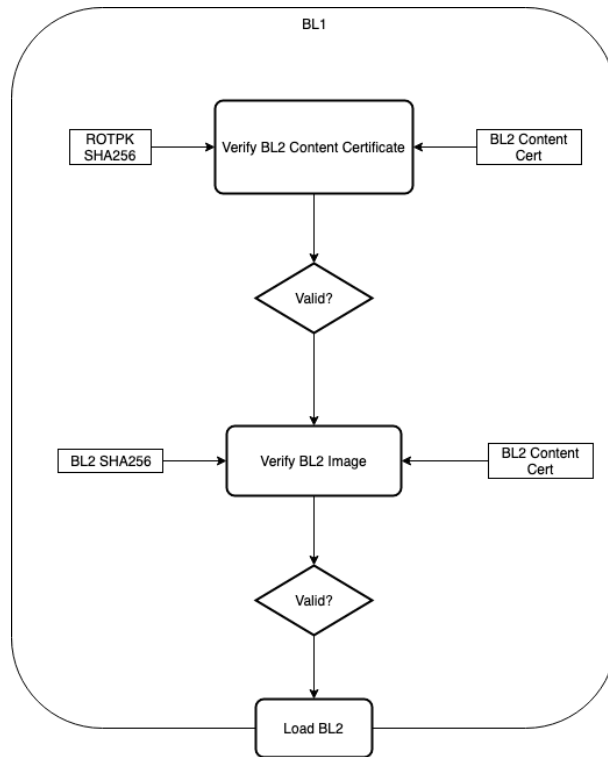 BL1
ROTPK
SHA256
Verify BL2 Content Certificate
BL2 Content
Cert
Valid?
BL2 SHA256
Verify BL2 Image
BL2 Content
Cert
Valid?
Load BL2